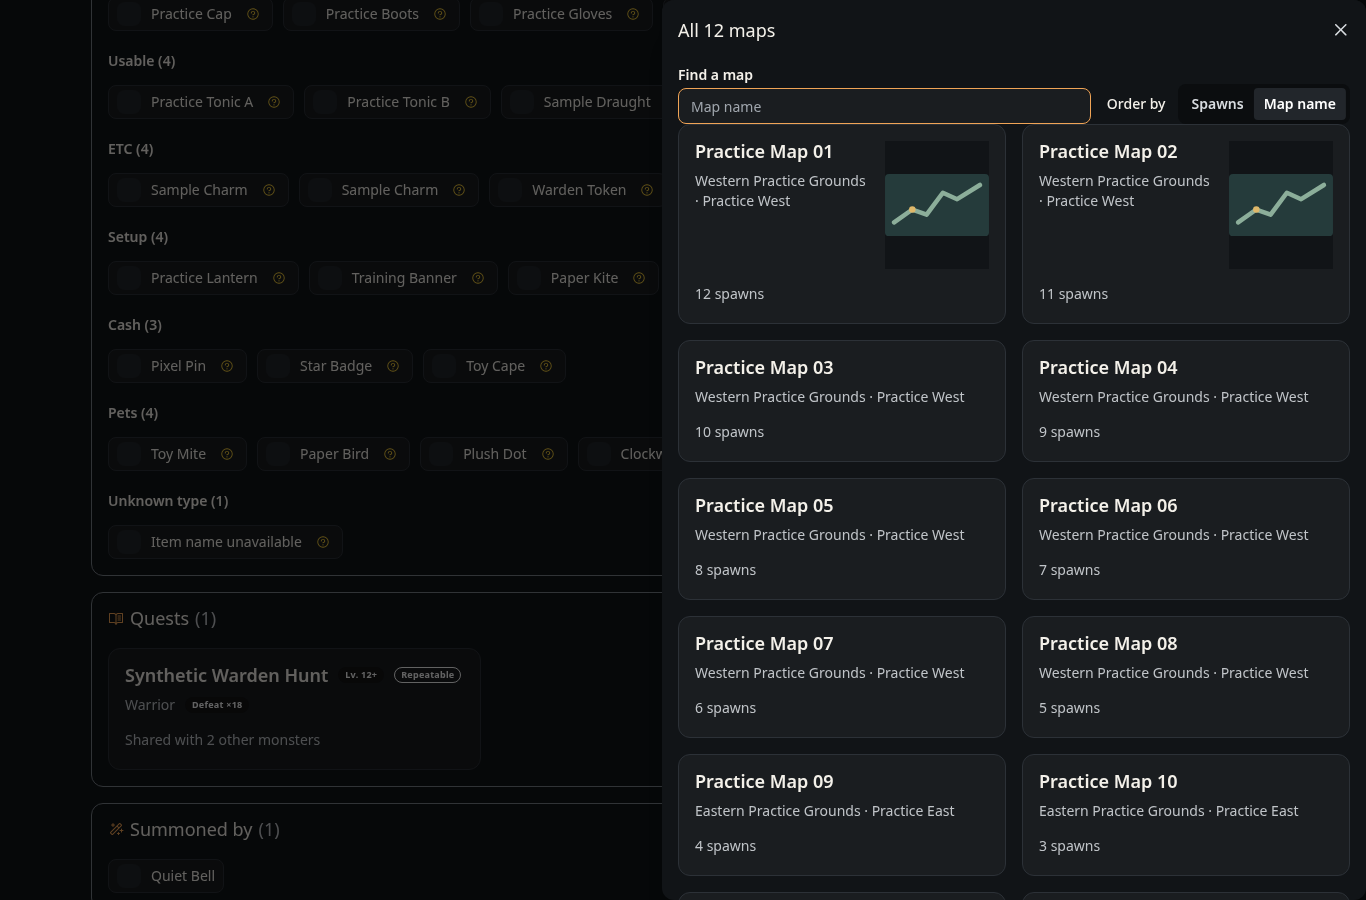 Practice Cap
Practice Boots
Practice Gloves
Usable (4)
Practice Tonic A
Practice Tonic B
Sample Draught
ETC (4)
Sample Charm
Sample Charm
Warden Token
Setup (4)
Practice Lantern
Training Banner
Paper Kite
Cash (3)
Pixel Pin
Star Badge
Toy Cape
Pets (4)
Toy Mite
Paper Bird
Plush Dot
Clockw
Unknown type (1)
Item name unavailable
Quests (1)
Synthetic Warden Hunt
Lv. 12+
Repeatable
Warrior
Defeat ×18
Shared with 2 other monsters
Summoned by (1)
Quiet Bell
All 12 maps
Find a map
Map name
Order by
Spawns
Map name
Practice Map 01
Western Practice Grounds
· Practice West
12 spawns
Practice Map 02
Western Practice Grounds
· Practice West
11 spawns
Practice Map 03
Western Practice Grounds · Practice West
10 spawns
Practice Map 04
Western Practice Grounds · Practice West
9 spawns
Practice Map 05
Western Practice Grounds · Practice West
8 spawns
Practice Map 06
Western Practice Grounds · Practice West
7 spawns
Practice Map 07
Western Practice Grounds · Practice West
6 spawns
Practice Map 08
Western Practice Grounds · Practice West
5 spawns
Practice Map 09
Eastern Practice Grounds · Practice East
4 spawns
Practice Map 10
Eastern Practice Grounds · Practice East
3 spawns